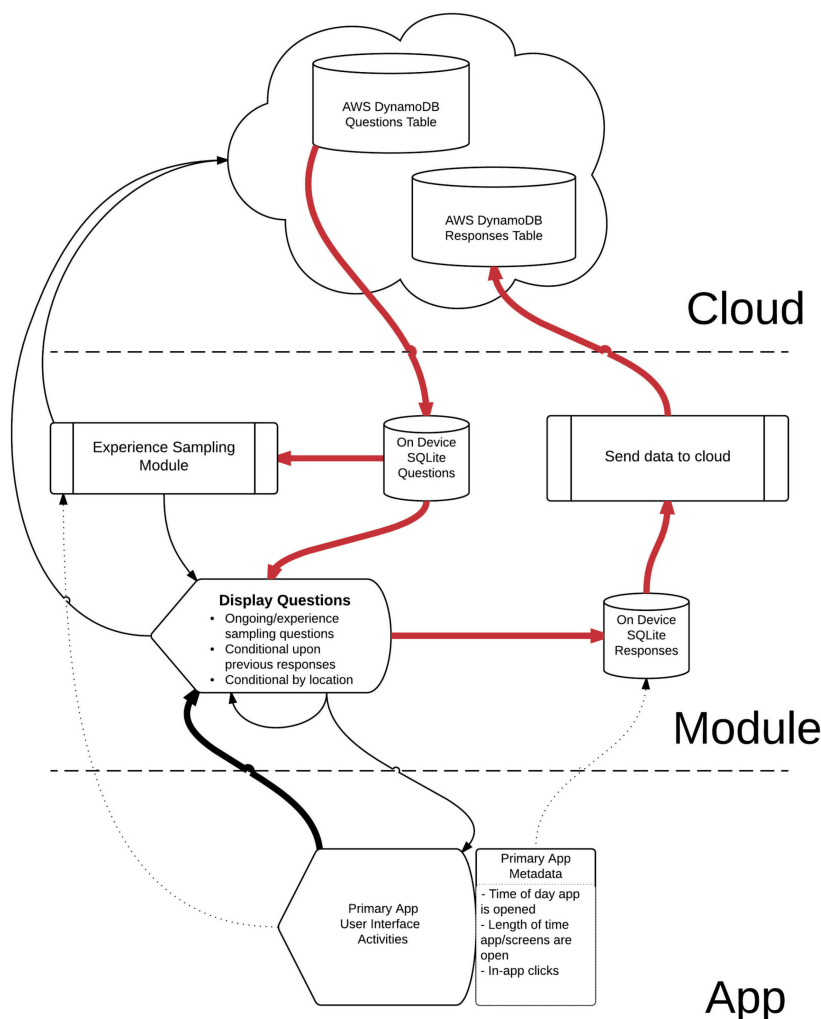 AWS DynamoDB
Questions Table
AWS DynamoDB
Responses Table
Cloud
Experience Sampling
Module
On Device
SQLite
Questions
Send data to cloud
Display Questions
• Ongoing/experience
sampling questions
• Conditional upon
previous responses
• Conditional by location
On Device
SQLite
Responses
Module
Primary App
User Interface
Activities
Primary App
Metadata
- Time of day app
is opened
- Length of time
app/screens are
open
- In-app clicks
App